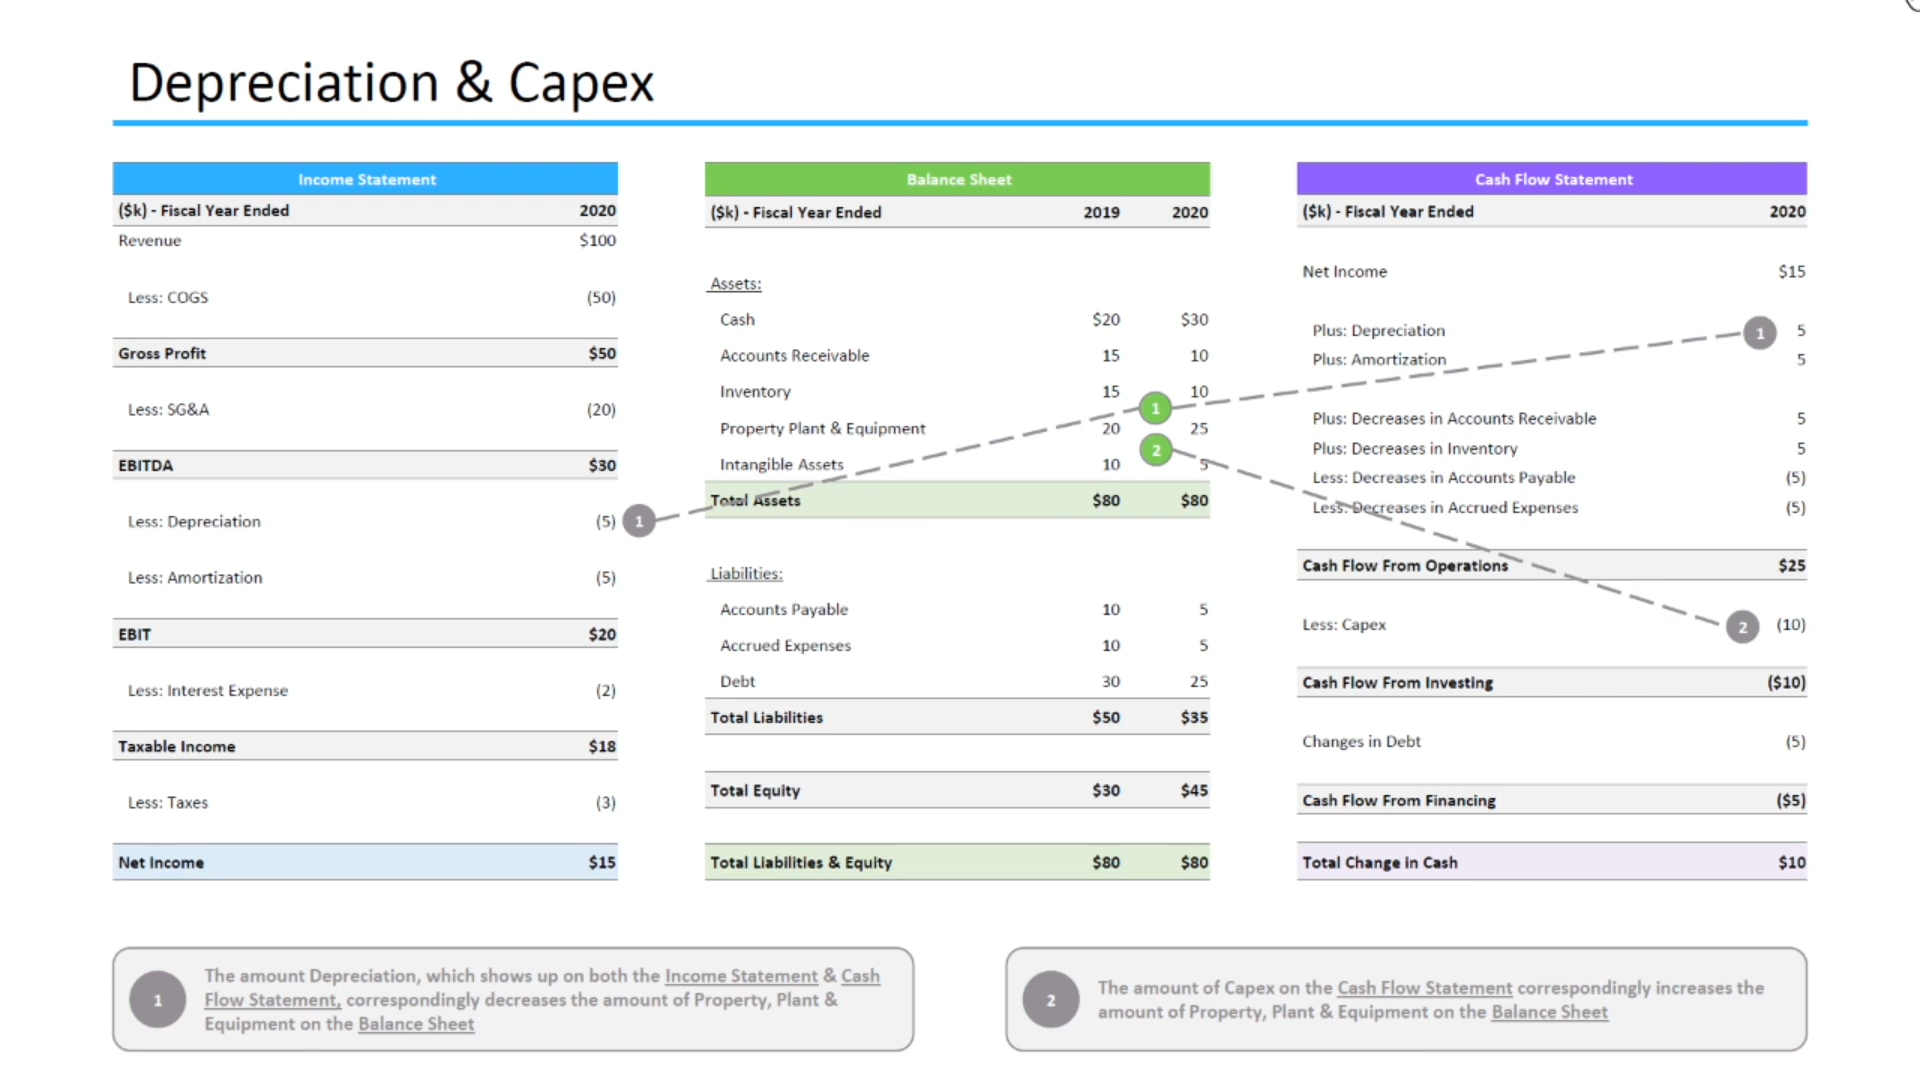 Depreciation & Capex
Income Statement
($k) - Fiscal Year Ended 2020
Revenue $100
Less: COGS (50)
Gross Profit $50
Less: SG&A (20)
EBITDA $30
Less: Depreciation (5) 1
Less: Amortization (5)
EBIT $20
Less: Interest Expense (2)
Taxable Income $18
Less: Taxes (3)
Net Income $15
Balance Sheet
($k) - Fiscal Year Ended 2019 2020
Assets:
Cash $20 $30
Accounts Receivable 15 10
Inventory 15 10
1
Property Plant & Equipment 20 25
2
Intangible Assets 10 5
Total Assets $80 $80
Liabilities:
Accounts Payable 10 5
Accrued Expenses 10 5
Debt 30 25
Total Liabilities $50 $35
Total Equity $30 $45
Total Liabilities & Equity $80 $80
Cash Flow Statement
($k) - Fiscal Year Ended 2020
Net Income $15
Plus: Depreciation 1 5
Plus: Amortization 5
Plus: Decreases in Accounts Receivable 5
Plus: Decreases in Inventory 5
Less: Decreases in Accounts Payable (5)
Less: Decreases in Accrued Expenses (5)
Cash Flow From Operations $25
Less: Capex 2 (10)
Cash Flow From Investing ($10)
Changes in Debt (5)
Cash Flow From Financing ($5)
Total Change in Cash $10
1
The amount Depreciation, which shows up on both the Income Statement & Cash
Flow Statement, correspondingly decreases the amount of Property, Plant &
Equipment on the Balance Sheet
2
The amount of Capex on the Cash Flow Statement correspondingly increases the
amount of Property, Plant & Equipment on the Balance Sheet